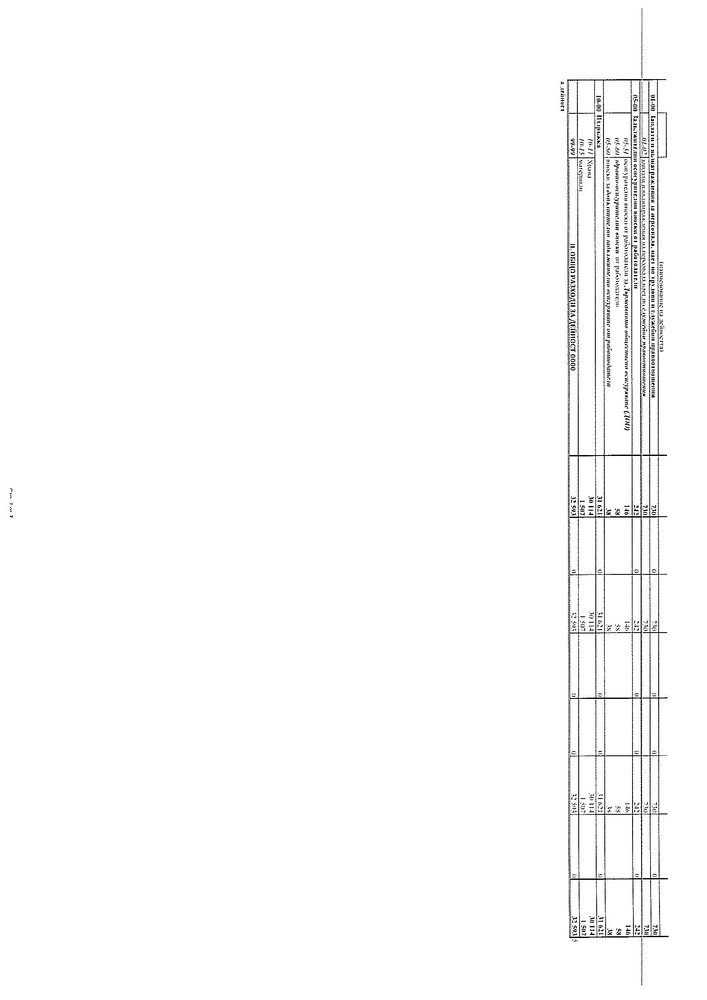 (наименование на дейността)
01-00 Заплати и възнаграждения за персонала, нает по трудови и служебни правоотношения 730 0 730 0 0 730 0 730
01-02 заплати и възнаграждения на персонала нает по служебни правоотношения 730 730 730 730
05-00 Задължителни осигурителни вноски от работодатели 242 0 242 0 0 242 0 242
05-51 осигурителни вноски от работодатели за Държавното обществено осигуряване (ДОО) 146 146 146 146
05-60 здравно-осигурителни вноски от работодатели 58 58 58 58
05-80 вноски за допълнително задължително осигуряване от работодатели 38 38 38 38
10-00 Издръжка 31 621 0 31 621 0 0 31 621 0 31 621
10-11 Храна 30 114 30 114 30 114 30 114
10-15 материали 1 507 1 507 1 507 1 507
99-99 II. ОБЩО РАЗХОДИ ЗА ДЕЙНОСТ 0000 32 593 0 32 593 0 0 32 593 0 32 593
а дейност